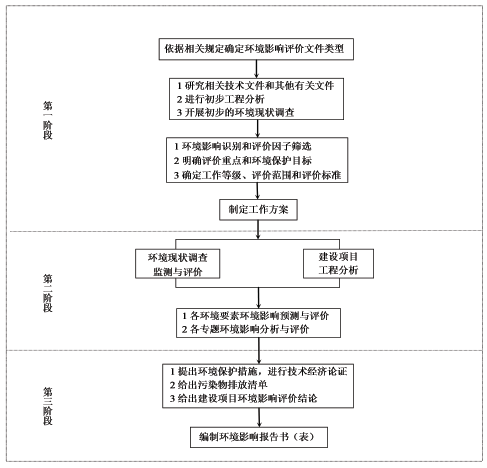 依据相关规定确定环境影响评价文件类型
第一阶段
1 研究相关技术文件和其他有关文件
2 进行初步工程分析
3 开展初步的环境现状调查
1 环境影响识别和评价因子筛选
2 明确评价重点和环境保护目标
3 确定工作等级、评价范围和评价标准
制定工作方案
第二阶段
环境现状调查
监测与评价
建设项目
工程分析
1 各环境要素环境影响预测与评价
2 各专题环境影响分析与评价
第三阶段
1 提出环境保护措施，进行技术经济论证
2 给出污染物排放清单
3 给出建设项目环境影响评价结论
编制环境影响报告书（表）